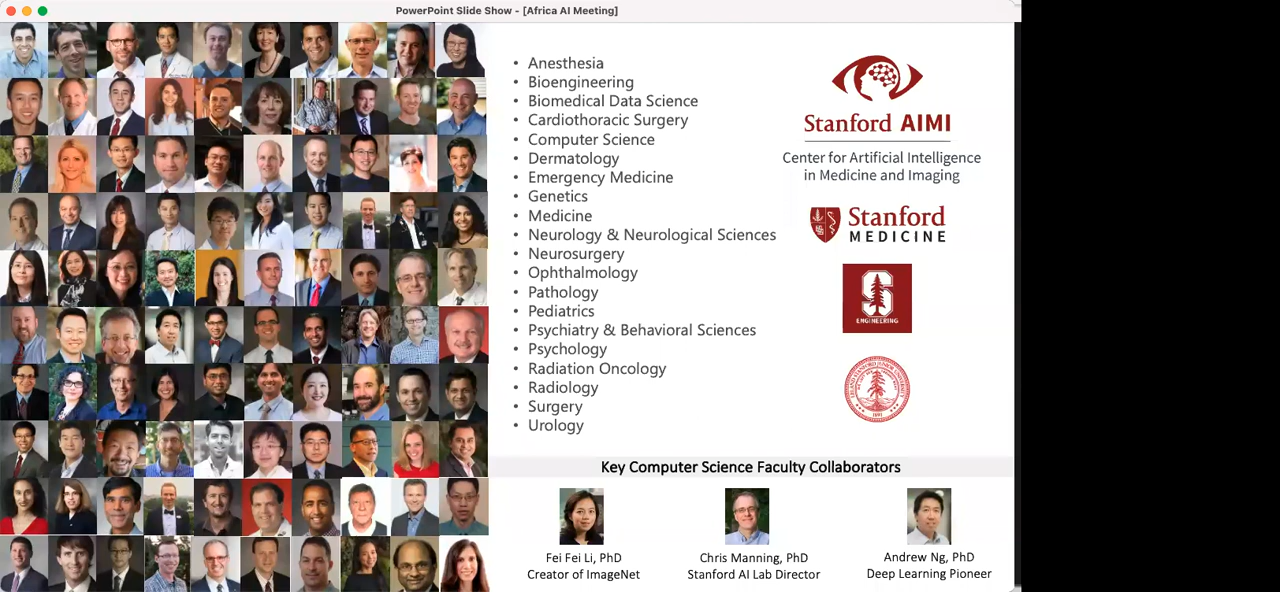 PowerPoint Slide Show - [Africa AI Meeting]
• Anesthesia
• Bioengineering
• Biomedical Data Science
• Cardiothoracic Surgery
• Computer Science
• Dermatology
• Emergency Medicine
• Genetics
• Medicine
• Neurology & Neurological Sciences
• Neurosurgery
• Ophthalmology
• Pathology
• Pediatrics
• Psychiatry & Behavioral Sciences
• Psychology
• Radiation Oncology
• Radiology
• Surgery
• Urology
Stanford AIMI
Center for Artificial Intelligence
in Medicine and Imaging
Stanford
MEDICINE
S
ENGINEERING
Key Computer Science Faculty Collaborators
Fei Fei Li, PhD
Creator of ImageNet
Chris Manning, PhD
Stanford AI Lab Director
Andrew Ng, PhD
Deep Learning Pioneer